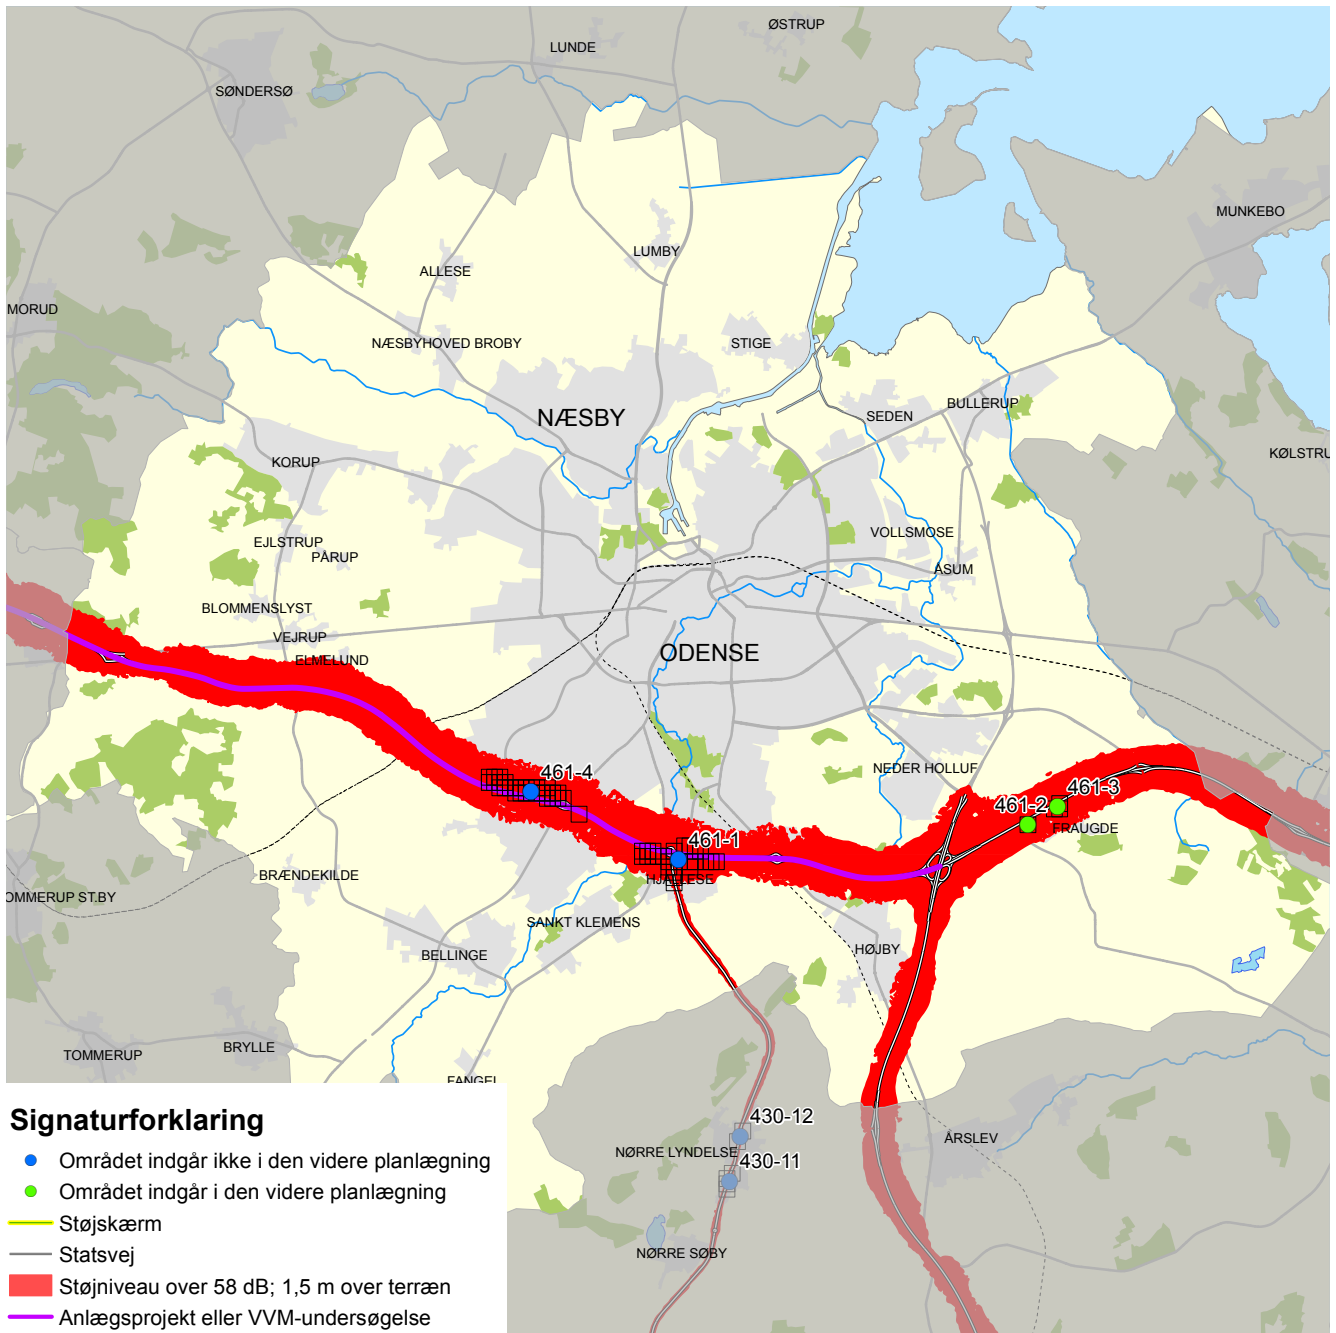 ØSTRUP
LUNDE
SØNDERSØ
MUNKEBO
LUMBY
ALLESE
MORUD
NÆSBYHOVED BROBY
STIGE
NÆSBY
BULLERUP
SEDEN
KØLSTRU
KORUP
VOLLSMOSE
EJLSTRUP
PÅRUP
ÅSUM
BLOMMENSLYST
VEJRUP
ODENSE
ELMELUND
461-4
NEDER HOLLUF
461-3
461-2
FRAUGDE
461-1
HJALLESE
BRÆNDEKILDE
OMMERUP ST.BY
SANKT KLEMENS
BELLINGE
HØJBY
TOMMERUP
BRYLLE
FANGEL
430-12
ÅRSLEV
NØRRE LYNDELSE
430-11
NØRRE SØBY
Signaturforklaring
Området indgår ikke i den videre planlægning
Området indgår i den videre planlægning
Støjskærm
Statsvej
Støjniveau over 58 dB; 1,5 m over terræn
Anlægsprojekt eller VVM-undersøgelse